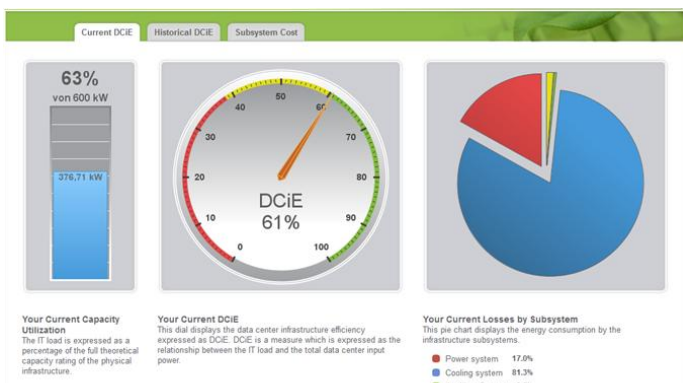 Current DCiE
Historical DCiE
Subsystem Cost
63%
von 600 kW
376,71 kW
0
10
20
30
40
50
60
70
80
90
100
DCiE
61%
Your Current Capacity
Utilization
The IT load is expressed as a
percentage of the full theoretical
capacity rating of the physical
infrastructure.
Your Current DCiE
This dial displays the data center infrastructure efficiency
expressed as DCiE. DCiE is a measure which is expressed as the
relationship between the IT load and the total data center input
power.
Your Current Losses by Subsystem
This pie chart displays the energy consumption by the
infrastructure subsystems.
Power system 17.0%
Cooling system 81.3%